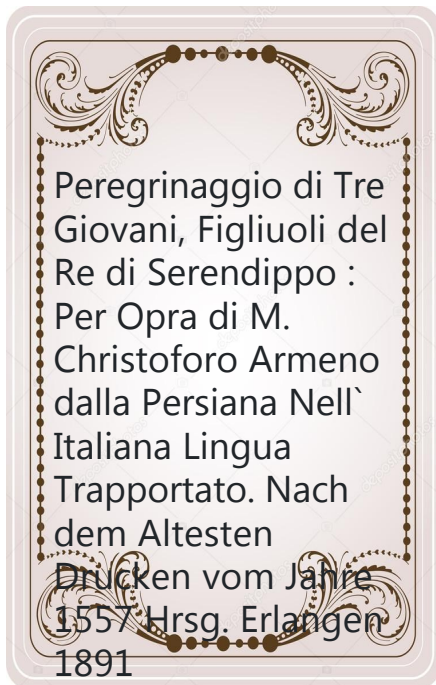 Peregrinaggio di Tre
Giovani, Figliuoli del
Re di Serendippo :
Per Opra di M.
Christoforo Armeno
dalla Persiana Nell`
Italiana Lingua
Trapportato. Nach
dem Altesten
Drucken vom Jahre
1557 Hrsg. Erlangen
1891